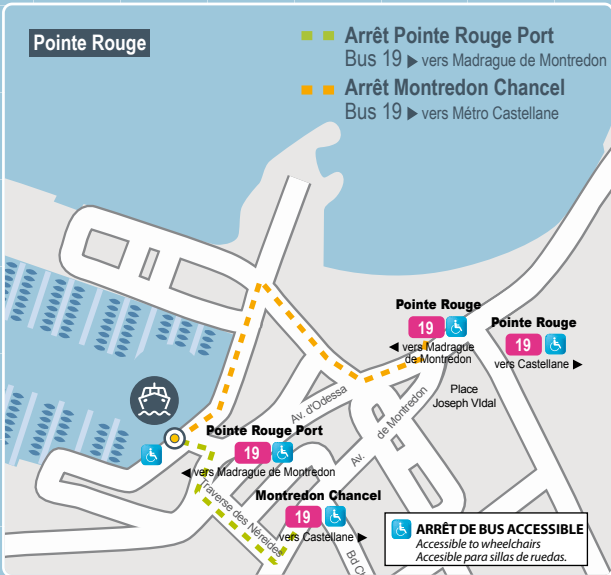 Pointe Rouge
Arrêt Pointe Rouge Port
Bus 19 ▶ vers Madrague de Montredon
Arrêt Montredon Chancel
Bus 19 ▶ vers Métro Castellane
Pointe Rouge
19
◀ vers Madrague
de Montredon
Pointe Rouge
19
vers Castellane ▶
Place
Joseph VIdal
Av. d'Odessa
Av. de Montredon
Pointe Rouge Port
19
◀ vers Madrague de Montredon
Traverse des Néreides
Montredon Chancel
19
vers Castellane ▶
Bd
ARRÊT DE BUS ACCESSIBLE
Accessible to wheelchairs
Accesible para sillas de ruedas.